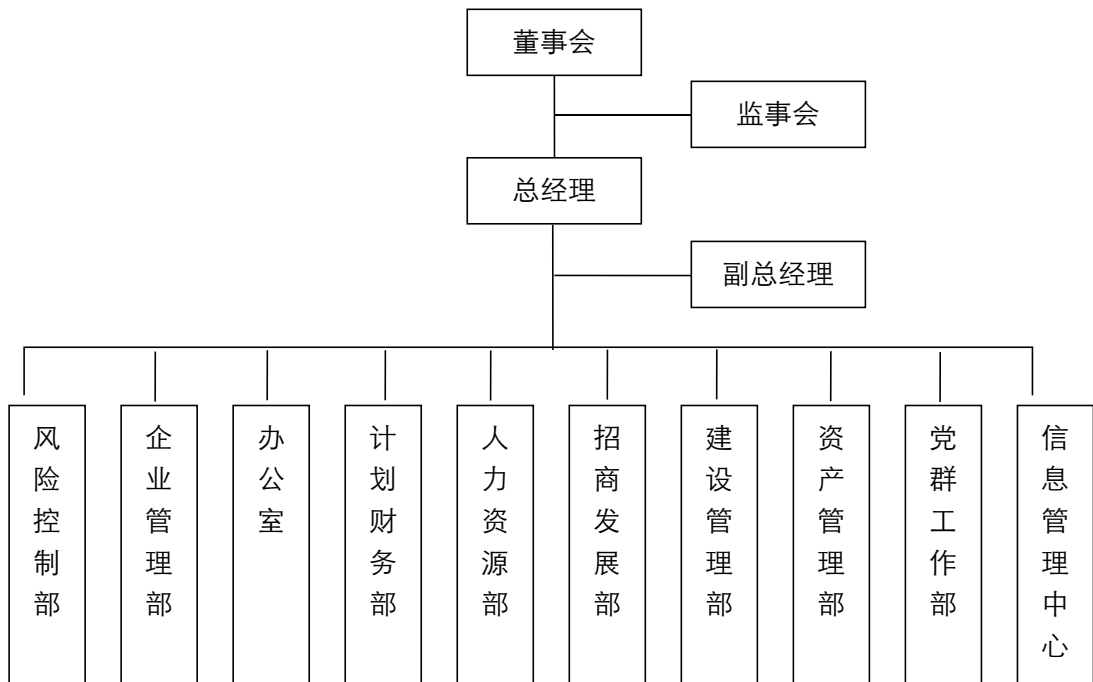 董事会
监事会
总经理
副总经理
风险控制部
企业管理部
办公室
计划财务部
人力资源部
招商发展部
建设管理部
资产管理部
党群工作部
信息管理中心